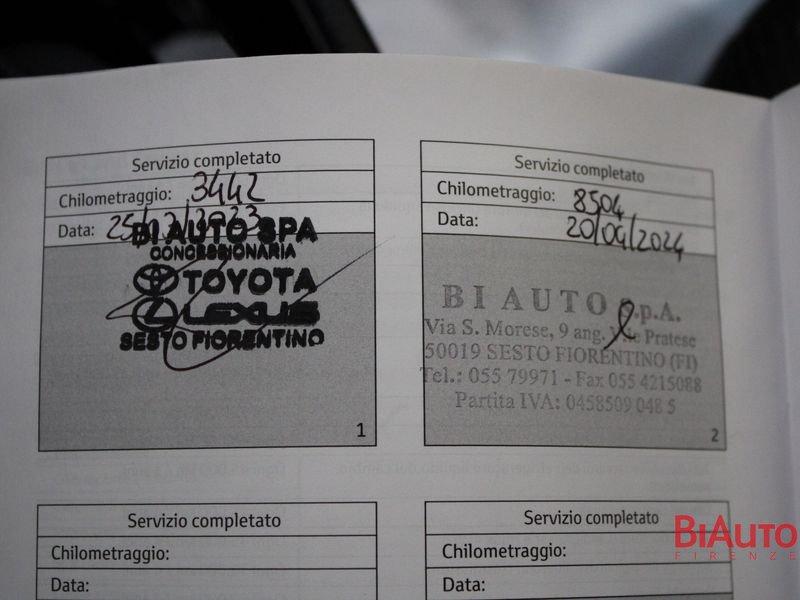 Servizio completato
Chilometraggio: 3442
Data: 25/ /2023
BI AUTO SPA
CONCESSIONARIA
TOYOTA
LEXUS
SESTO FIORENTINO
1
Servizio completato
Chilometraggio: 8504
Data: 20/04/2024
BI AUTO S.p.A.
Via S. Morese, 9 ang. V.le Pratese
50019 SESTO FIORENTINO (FI)
Tel.: 055 79971 - Fax 055 4215088
Partita IVA: 0458509 048 5
2
Servizio completato
Chilometraggio:
Data:
Servizio completato
Chilometraggio:
Data:
BIAUTO
FIRENZE